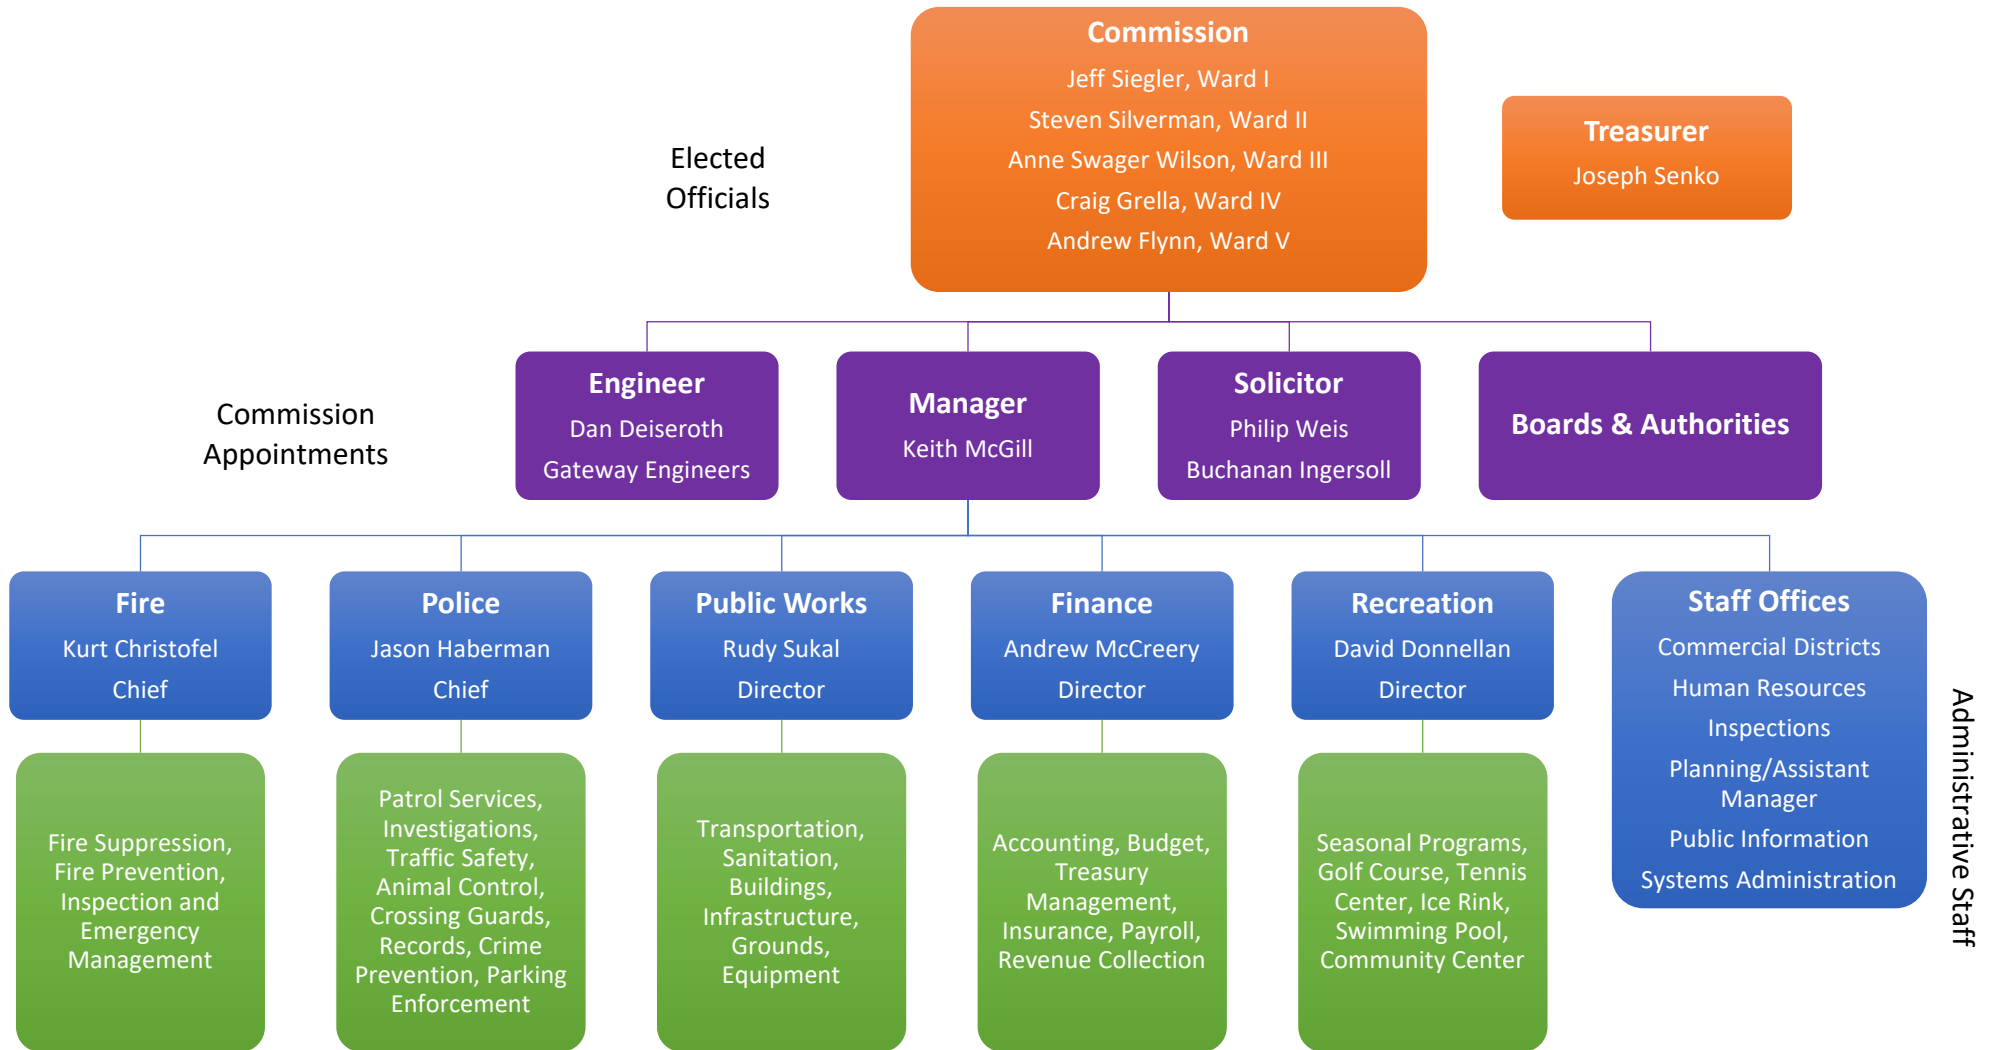 Elected
Officials
Commission
Jeff Siegler, Ward I
Steven Silverman, Ward II
Anne Swager Wilson, Ward III
Craig Grella, Ward IV
Andrew Flynn, Ward V
Treasurer
Joseph Senko
Commission
Appointments
Engineer
Dan Deiseroth
Gateway Engineers
Manager
Keith McGill
Solicitor
Philip Weis
Buchanan Ingersoll
Boards & Authorities
Fire
Kurt Christofel
Chief
Police
Jason Haberman
Chief
Public Works
Rudy Sukal
Director
Finance
Andrew McCreery
Director
Recreation
David Donnellan
Director
Staff Offices
Commercial Districts
Human Resources
Inspections
Planning/Assistant
Manager
Public Information
Systems Administration
Administrative Staff
Fire Suppression,
Fire Prevention,
Inspection and
Emergency
Management
Patrol Services,
Investigations,
Traffic Safety,
Animal Control,
Crossing Guards,
Records, Crime
Prevention, Parking
Enforcement
Transportation,
Sanitation,
Buildings,
Infrastructure,
Grounds,
Equipment
Accounting, Budget,
Treasury
Management,
Insurance, Payroll,
Revenue Collection
Seasonal Programs,
Golf Course, Tennis
Center, Ice Rink,
Swimming Pool,
Community Center